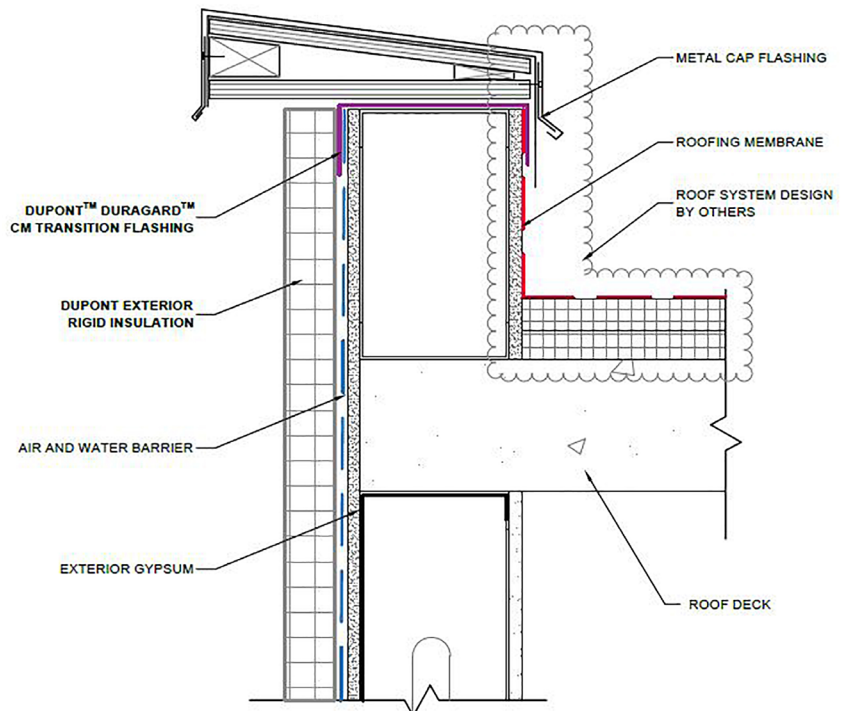 METAL CAP FLASHING
ROOFING MEMBRANE
ROOF SYSTEM DESIGN
BY OTHERS
DUPONT™ DURAGARD™
CM TRANSITION FLASHING
DUPONT EXTERIOR
RIGID INSULATION
AIR AND WATER BARRIER
EXTERIOR GYPSUM
ROOF DECK